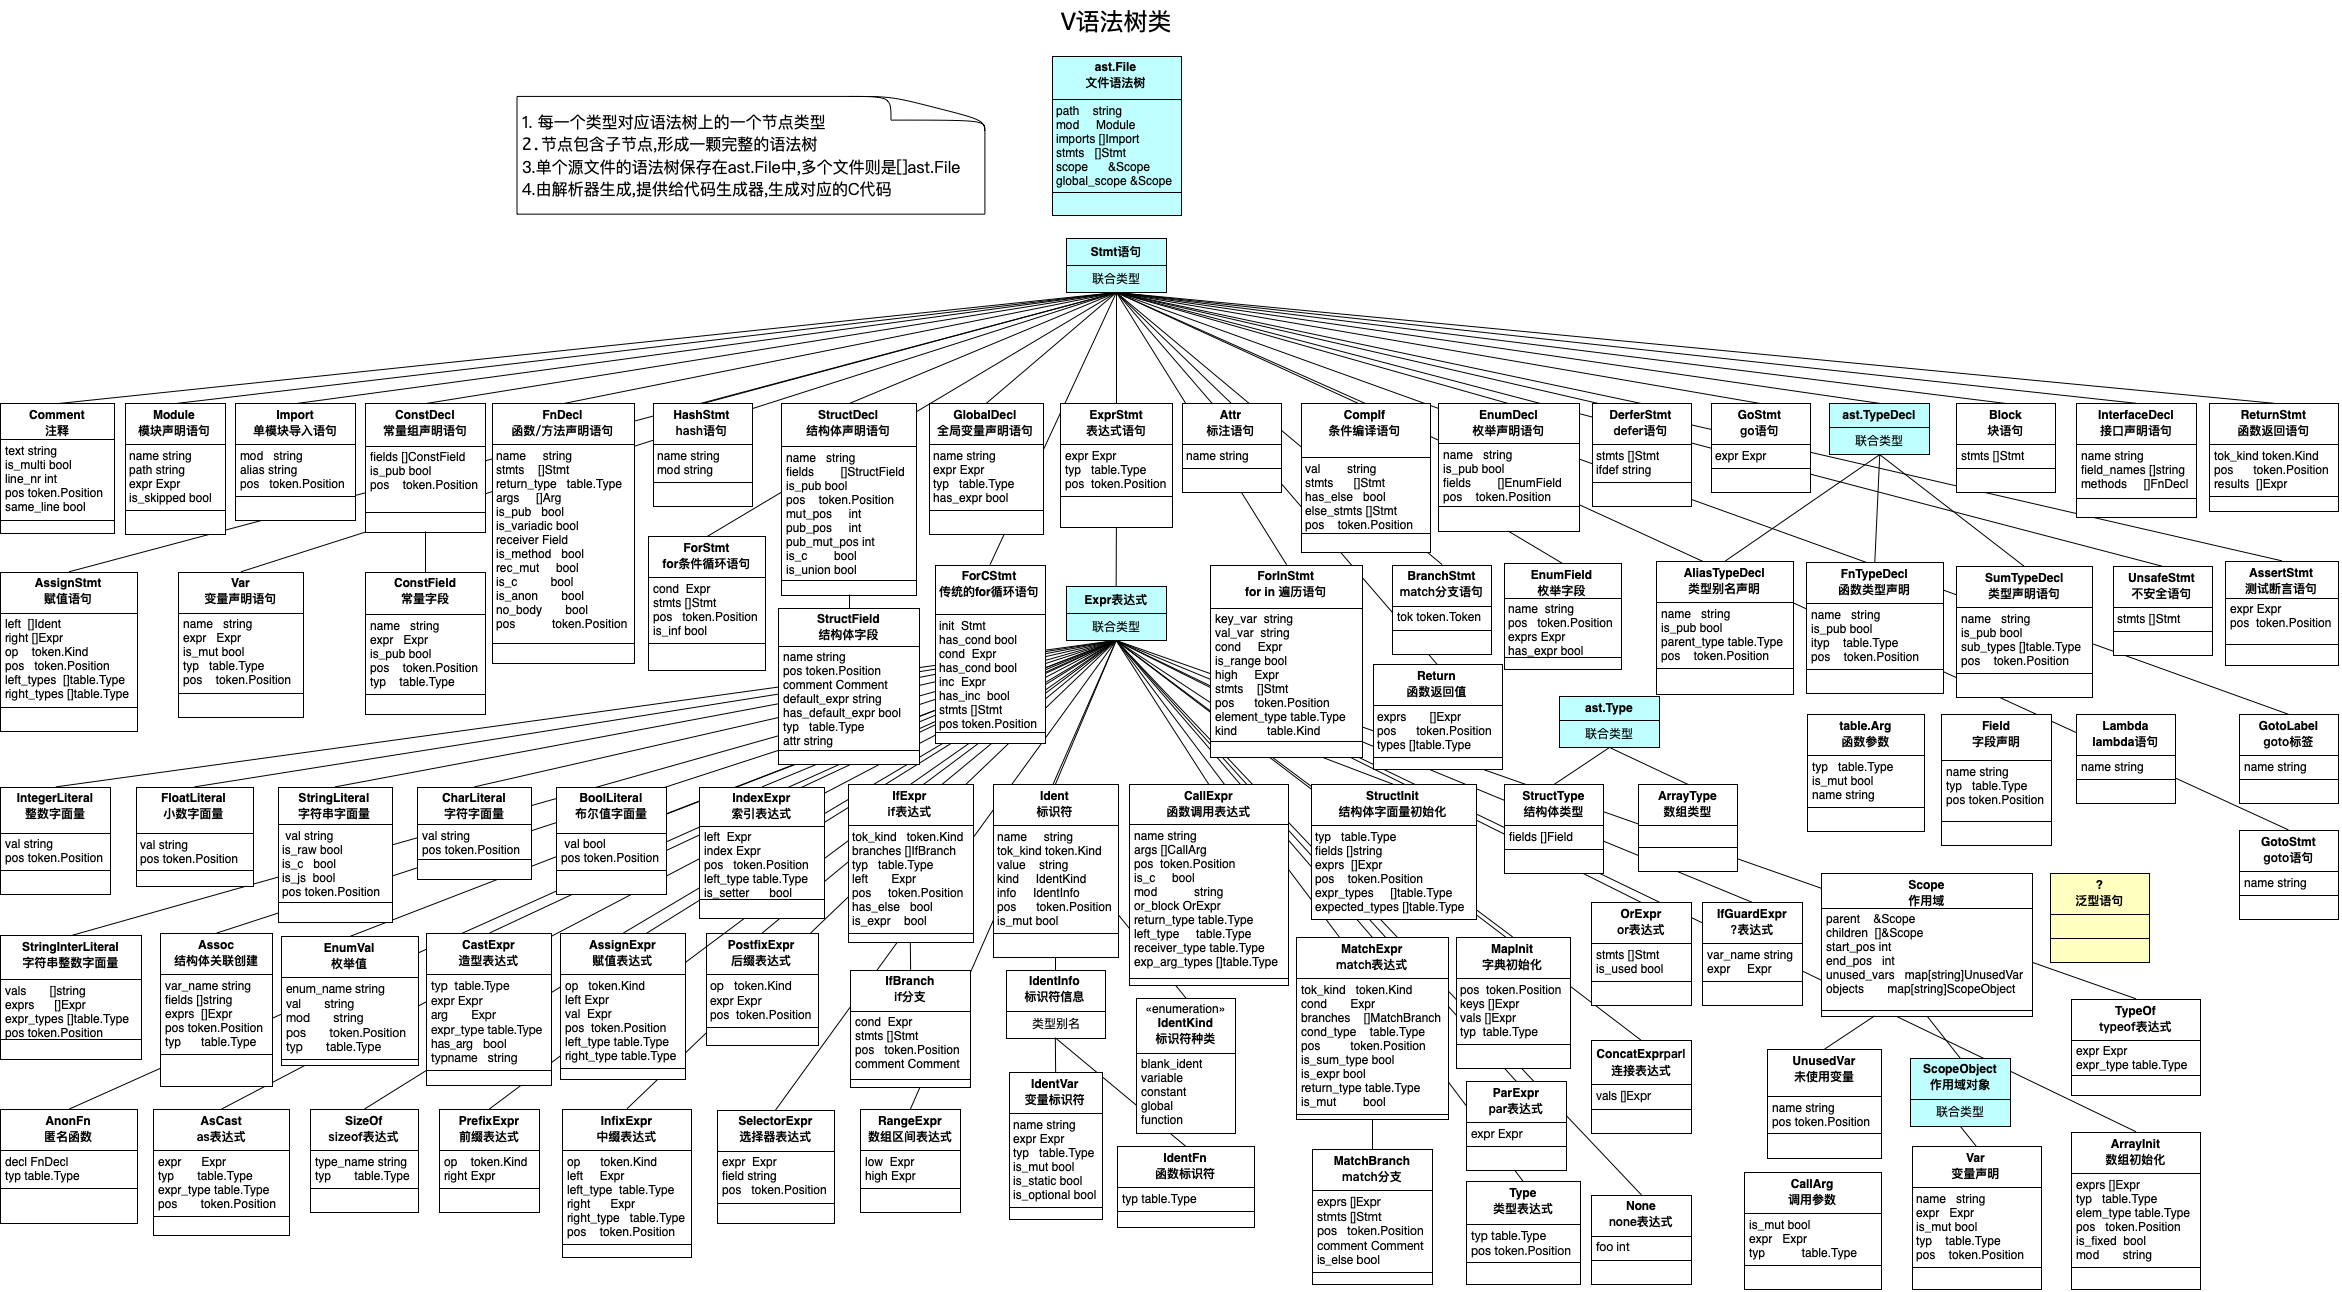 V语法树类
ast.File
文件语法树
path string
mod Module
imports []Import
stmts []Stmt
scope &Scope
global_scope &Scope
1. 每一个类型对应语法树上的一个节点类型
2. 节点包含子节点,形成一颗完整的语法树
3.单个源文件的语法树保存在ast.File中,多个文件则是[]ast.File
4.由解析器生成,提供给代码生成器,生成对应的C代码
Stmt语句
联合类型
Comment
注释
text string
is_multi bool
line_nr int
pos token.Position
same_line bool
Module
模块声明语句
name string
path string
expr Expr
is_skipped bool
Import
单模块导入语句
mod string
alias string
pos token.Position
ConstDecl
常量组声明语句
fields []ConstField
is_pub bool
pos token.Position
FnDecl
函数/方法声明语句
name string
stmts []Stmt
return_type table.Type
args []Arg
is_pub bool
is_variadic bool
receiver Field
is_method bool
rec_mut bool
is_c bool
is_anon bool
no_body bool
pos token.Position
HashStmt
hash语句
name string
mod string
StructDecl
结构体声明语句
name string
fields []StructField
is_pub bool
pos token.Position
mut_pos int
pub_pos int
pub_mut_pos int
is_c bool
is_union bool
GlobalDecl
全局变量声明语句
name string
expr Expr
typ table.Type
has_expr bool
ExprStmt
表达式语句
expr Expr
typ table.Type
pos token.Position
Attr
标注语句
name string
CompIf
条件编译语句
val string
stmts []Stmt
has_else bool
else_stmts []Stmt
pos token.Position
EnumDecl
枚举声明语句
name string
is_pub bool
fields []EnumField
pos token.Position
DerferStmt
defer语句
stmts []Stmt
ifdef string
GoStmt
go语句
expr Expr
ast.TypeDecl
联合类型
Block
块语句
stmts []Stmt
InterfaceDecl
接口声明语句
name string
field_names []string
methods []FnDecl
ReturnStmt
函数返回语句
tok_kind token.Kind
pos token.Position
results []Expr
AssignStmt
赋值语句
left []Ident
right []Expr
op token.Kind
pos token.Position
left_types []table.Type
right_types []table.Type
Var
变量声明语句
name string
expr Expr
is_mut bool
typ table.Type
pos token.Position
ConstField
常量字段
name string
expr Expr
is_pub bool
pos token.Position
typ table.Type
ForStmt
for条件循环语句
cond Expr
stmts []Stmt
pos token.Position
is_inf bool
StructField
结构体字段
name string
pos token.Position
comment Comment
default_expr string
has_default_expr bool
typ table.Type
attr string
ForCStmt
传统的for循环语句
init Stmt
has_cond bool
cond Expr
has_cond bool
inc Expr
has_inc bool
stmts []Stmt
pos token.Position
Expr表达式
联合类型
ForInStmt
for in 遍历语句
key_var string
val_var string
cond Expr
is_range bool
high Expr
stmts []Stmt
pos token.Position
element_type table.Type
kind table.Kind
BranchStmt
match分支语句
tok token.Token
Return
函数返回值
exprs []Expr
pos token.Position
types []table.Type
EnumField
枚举字段
name string
pos token.Position
exprs Expr
has_expr bool
ast.Type
联合类型
AliasTypeDecl
类型别名声明
name string
is_pub bool
parent_type table.Type
pos token.Position
FnTypeDecl
函数类型声明
name string
is_pub bool
ityp table.Type
pos token.Position
SumTypeDecl
类型声明语句
name string
is_pub bool
sub_types []table.Type
pos token.Position
UnsafeStmt
不安全语句
stmts []Stmt
AssertStmt
测试断言语句
expr Expr
pos token.Position
table.Arg
函数参数
typ table.Type
is_mut bool
name string
Field
字段声明
name string
typ table.Type
pos token.Position
Lambda
lambda语句
name string
GotoLabel
goto标签
name string
GotoStmt
goto语句
name string
IntegerLiteral
整数字面量
val string
pos token.Position
FloatLiteral
小数字面量
val string
pos token.Position
StringLiteral
字符串字面量
val string
is_raw bool
is_c bool
is_js bool
pos token.Position
CharLiteral
字符字面量
val string
pos token.Position
BoolLiteral
布尔值字面量
val bool
pos token.Position
IndexExpr
索引表达式
left Expr
index Expr
pos token.Position
left_type table.Type
is_setter bool
IfExpr
if表达式
tok_kind token.Kind
branches []IfBranch
typ table.Type
left Expr
pos token.Position
has_else bool
is_expr bool
Ident
标识符
name string
tok_kind token.Kind
value string
kind IdentKind
info IdentInfo
pos token.Position
is_mut bool
CallExpr
函数调用表达式
name string
args []CallArg
pos token.Position
is_c bool
mod string
or_block OrExpr
return_type table.Type
left_type table.Type
receiver_type table.Type
exp_arg_types []table.Type
StructInit
结构体字面量初始化
typ table.Type
fields []string
exprs []Expr
pos token.Position
expr_types []table.Type
expected_types []table.Type
StructType
结构体类型
fields []Field
ArrayType
数组类型
Scope
作用域
parent &Scope
children []&Scope
start_pos int
end_pos int
unused_vars map[string]UnusedVar
objects map[string]ScopeObject
?
泛型语句
StringInterLiteral
字符串整数字面量
vals []string
exprs []Expr
expr_types []table.Type
pos token.Position
Assoc
结构体关联创建
var_name string
fields []string
exprs []Expr
pos token.Position
typ table.Type
EnumVal
枚举值
enum_name string
val string
mod string
pos token.Position
typ table.Type
CastExpr
造型表达式
typ table.Type
expr Expr
arg Expr
expr_type table.Type
has_arg bool
typname string
AssignExpr
赋值表达式
op token.Kind
left Expr
val Expr
pos token.Position
left_type table.Type
right_type table.Type
PostfixExpr
后缀表达式
op token.Kind
expr Expr
pos token.Position
IfBranch
if分支
cond Expr
stmts []Stmt
pos token.Position
comment Comment
IdentInfo
标识符信息
类型别名
«enumeration»
IdentKind
标识符种类
blank_ident
variable
constant
global
function
MatchExpr
match表达式
tok_kind token.Kind
cond Expr
branches []MatchBranch
cond_type table.Type
pos token.Position
is_sum_type bool
is_expr bool
return_type table.Type
is_mut bool
MapInit
字典初始化
pos token.Position
keys []Expr
vals []Expr
typ table.Type
OrExpr
or表达式
stmts []Stmt
is_used bool
IfGuardExpr
?表达式
var_name string
expr Expr
ConcatExprparl
连接表达式
vals []Expr
UnusedVar
未使用变量
name string
pos token.Position
ScopeObject
作用域对象
联合类型
TypeOf
typeof表达式
expr Expr
expr_type table.Type
AnonFn
匿名函数
decl FnDecl
typ table.Type
AsCast
as表达式
expr Expr
typ table.Type
expr_type table.Type
pos token.Position
SizeOf
sizeof表达式
type_name string
typ table.Type
PrefixExpr
前缀表达式
op token.Kind
right Expr
InfixExpr
中缀表达式
op token.Kind
left Expr
left_type table.Type
right Expr
right_type table.Type
pos token.Position
SelectorExpr
选择器表达式
expr Expr
field string
pos token.Position
RangeExpr
数组区间表达式
low Expr
high Expr
IdentVar
变量标识符
name string
expr Expr
typ table.Type
is_mut bool
is_static bool
is_optional bool
IdentFn
函数标识符
typ table.Type
MatchBranch
match分支
exprs []Expr
stmts []Stmt
pos token.Position
comment Comment
is_else bool
ParExpr
par表达式
expr Expr
Type
类型表达式
typ table.Type
pos token.Position
None
none表达式
foo int
CallArg
调用参数
is_mut bool
expr Expr
typ table.Type
Var
变量声明
name string
expr Expr
is_mut bool
typ table.Type
pos token.Position
ArrayInit
数组初始化
exprs []Expr
typ table.Type
elem_type table.Type
pos token.Position
is_fixed bool
mod string